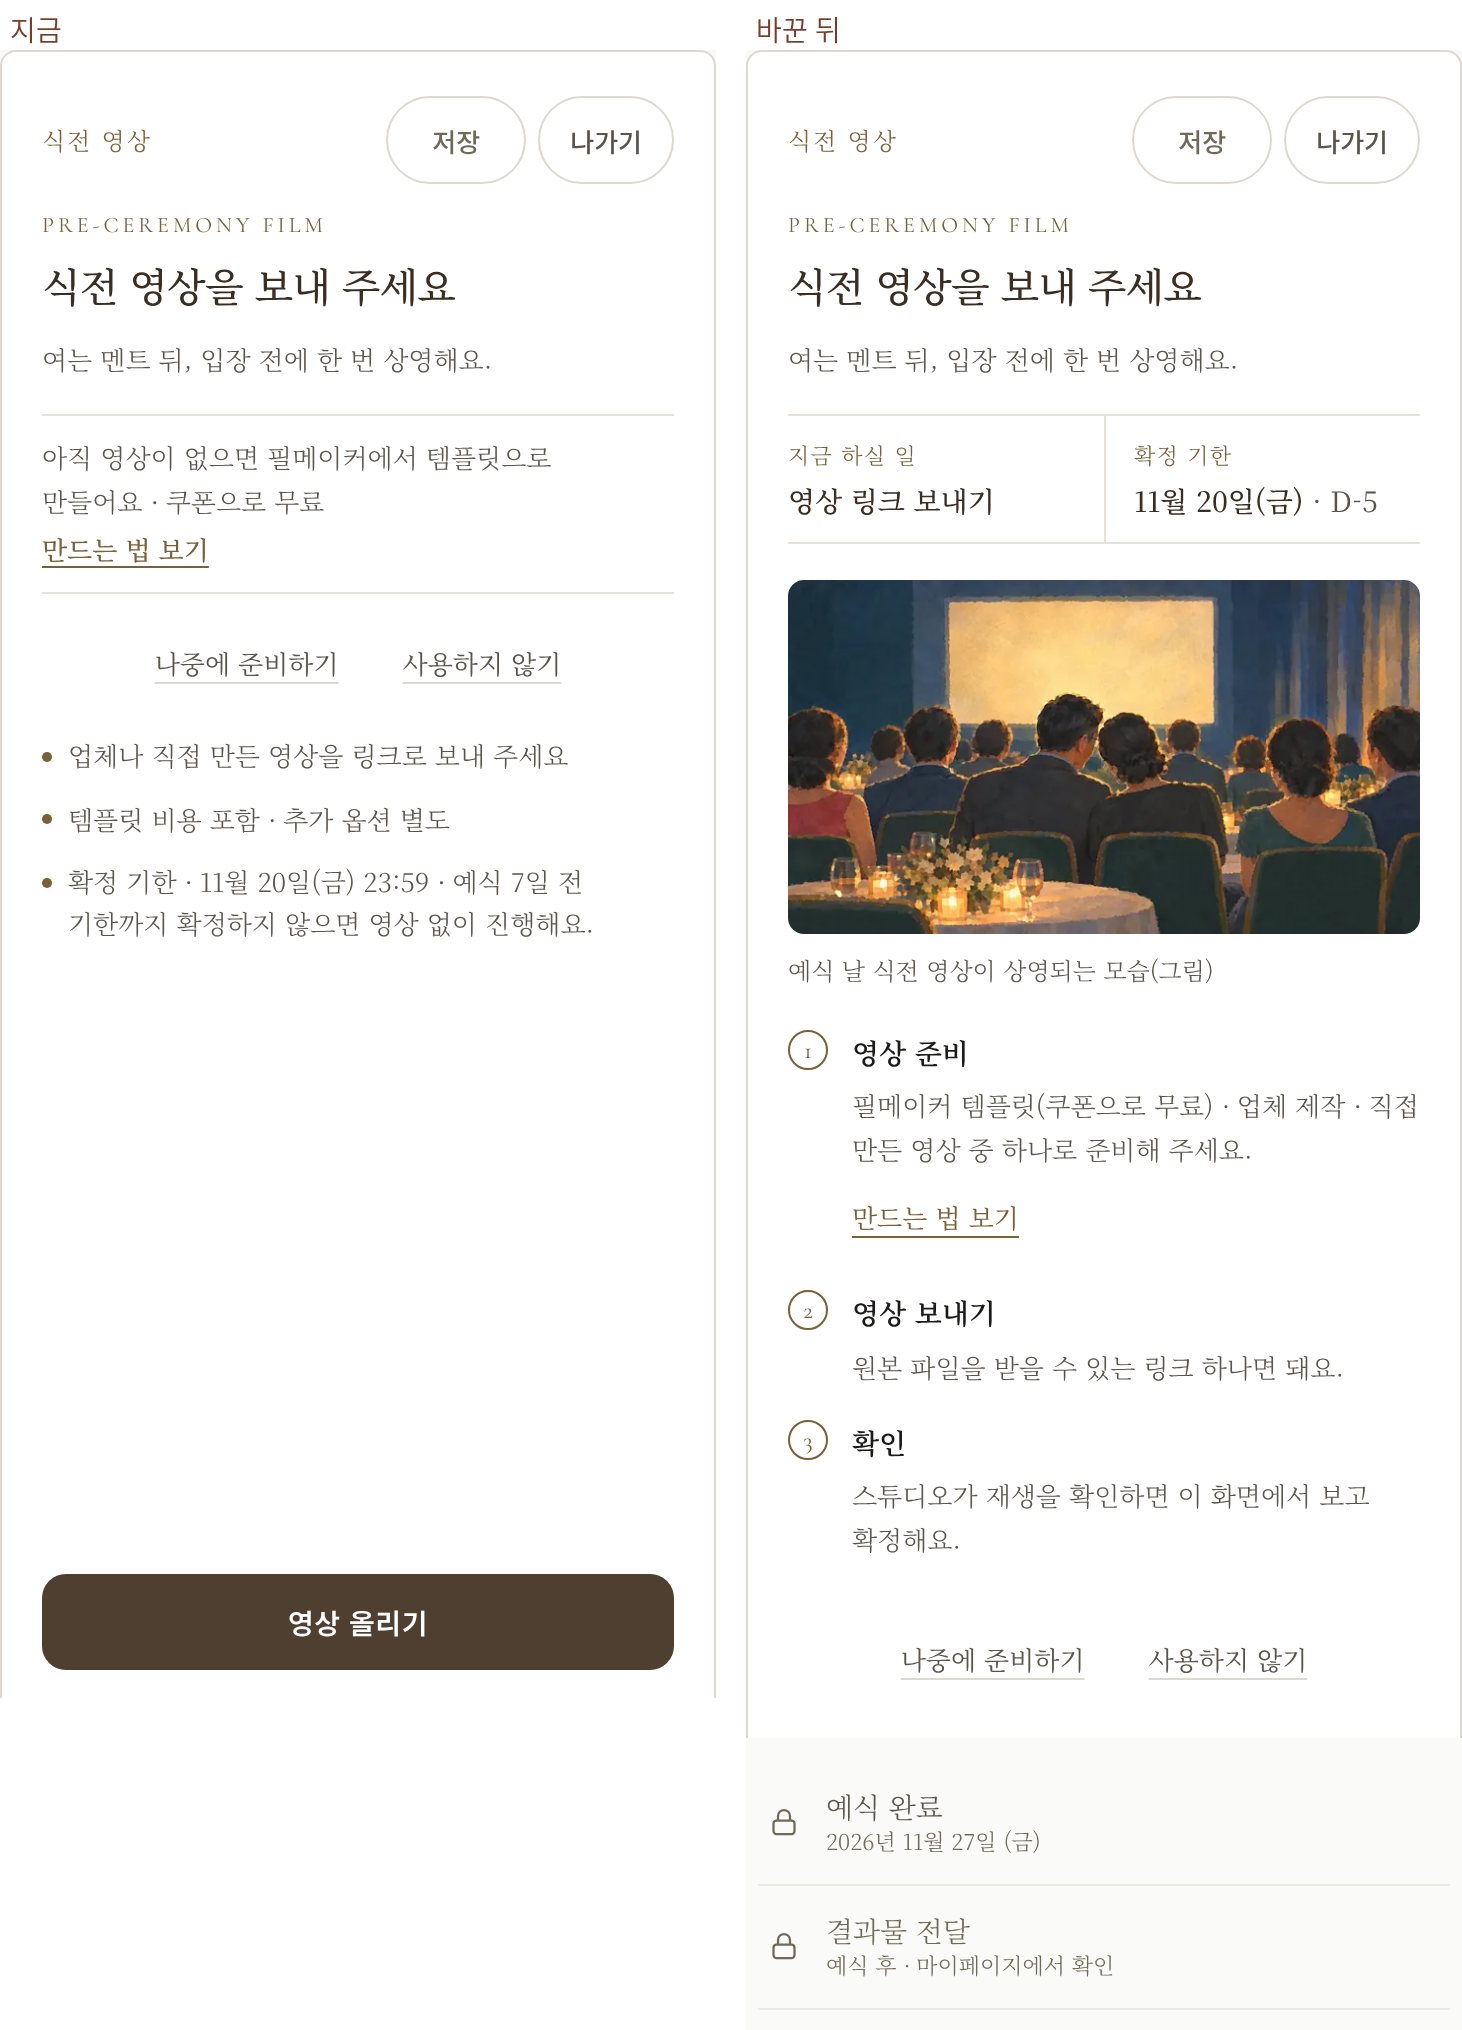 지금
식전 영상
저장
나가기
PRE-CEREMONY FILM
식전 영상을 보내 주세요
여는 멘트 뒤, 입장 전에 한 번 상영해요.
아직 영상이 없으면 필메이커에서 템플릿으로
만들어요 · 쿠폰으로 무료
만드는 법 보기
나중에 준비하기
사용하지 않기
업체나 직접 만든 영상을 링크로 보내 주세요
템플릿 비용 포함 · 추가 옵션 별도
확정 기한 · 11월 20일(금) 23:59 · 예식 7일 전
기한까지 확정하지 않으면 영상 없이 진행해요.
영상 올리기
바꾼 뒤
식전 영상
저장
나가기
PRE-CEREMONY FILM
식전 영상을 보내 주세요
여는 멘트 뒤, 입장 전에 한 번 상영해요.
지금 하실 일
영상 링크 보내기
확정 기한
11월 20일(금) · D-5
예식 날 식전 영상이 상영되는 모습(그림)
1
영상 준비
필메이커 템플릿(쿠폰으로 무료) · 업체 제작 · 직접
만든 영상 중 하나로 준비해 주세요.
만드는 법 보기
2
영상 보내기
원본 파일을 받을 수 있는 링크 하나면 돼요.
3
확인
스튜디오가 재생을 확인하면 이 화면에서 보고
확정해요.
나중에 준비하기
사용하지 않기
예식 완료
2026년 11월 27일 (금)
결과물 전달
예식 후 · 마이페이지에서 확인